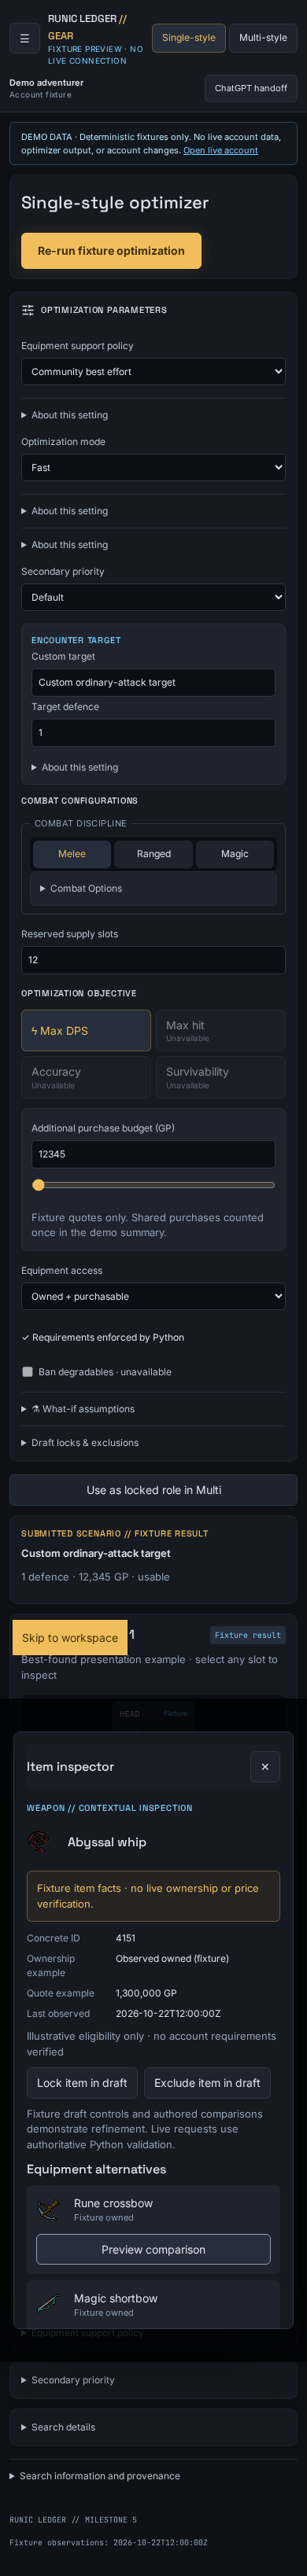 RUNIC LEDGER //
GEAR
FIXTURE PREVIEW · NO
LIVE CONNECTION
Single-style
Multi-style
Demo adventurer
Account fixture
ChatGPT handoff
DEMO DATA · Deterministic fixtures only. No live account data,
optimizer output, or account changes. Open live account
Single-style optimizer
Re-run fixture optimization
OPTIMIZATION PARAMETERS
Equipment support policy
Community best effort
About this setting
Optimization mode
Fast
About this setting
About this setting
Secondary priority
Default
ENCOUNTER TARGET
Custom target
Custom ordinary-attack target
Target defence
1
About this setting
COMBAT CONFIGURATIONS
COMBAT DISCIPLINE
Melee
Ranged
Magic
Combat Options
Reserved supply slots
12
OPTIMIZATION OBJECTIVE
ϟ Max DPS
Max hit
Unavailable
Accuracy
Unavailable
Survivability
Unavailable
Additional purchase budget (GP)
12345
Fixture quotes only. Shared purchases counted
once in the demo summary.
Equipment access
Owned + purchasable
✓ Requirements enforced by Python
Ban degradables · unavailable
⚗ What-if assumptions
Draft locks & exclusions
Use as locked role in Multi
SUBMITTED SCENARIO // FIXTURE RESULT
Custom ordinary-attack target
1 defence · 12,345 GP · usable
Skip to workspace
1
Fixture result
Best-found presentation example · select any slot to
inspect
HEAD
Fixture
Item inspector
×
WEAPON // CONTEXTUAL INSPECTION
Abyssal whip
Fixture item facts · no live ownership or price
verification.
Concrete ID
4151
Ownership
example
Observed owned (fixture)
Quote example
1,300,000 GP
Last observed
2026-10-22T12:00:00Z
Illustrative eligibility only · no account requirements
verified
Lock item in draft
Exclude item in draft
Fixture draft controls and authored comparisons
demonstrate refinement. Live requests use
authoritative Python validation.
Equipment alternatives
Rune crossbow
Fixture owned
Preview comparison
Magic shortbow
Fixture owned
Equipment support policy
Secondary priority
Search details
Search information and provenance
RUNIC LEDGER // MILESTONE 5
Fixture observations: 2026-10-22T12:00:00Z